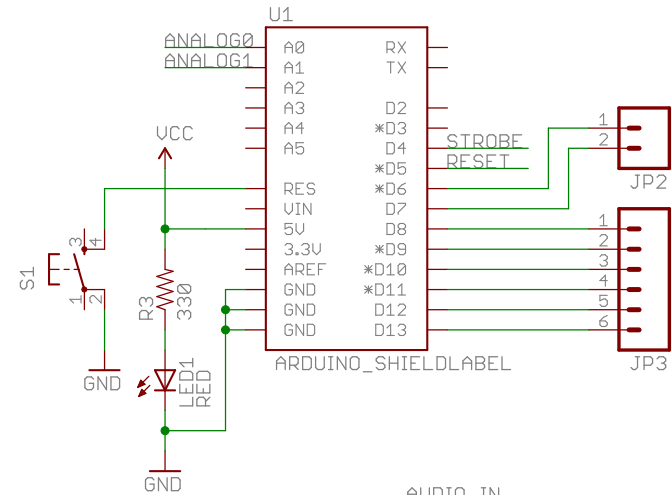 U1
ANALOG0
ANALOG1
A0
A1
A2
A3
A4
A5
RES
VIN
5V
3.3V
AREF
GND
GND
GND
RX
TX
D2
*D3
D4
*D5
*D6
D7
D8
*D9
*D10
*D11
D12
D13
STROBE
RESET
ARDUINO_SHIELDLABEL
1
2
JP2
1
2
3
4
5
6
JP3
VCC
S1
3
4
1
2
GND
R3
330
LED1
RED
GND
AUDIO IN